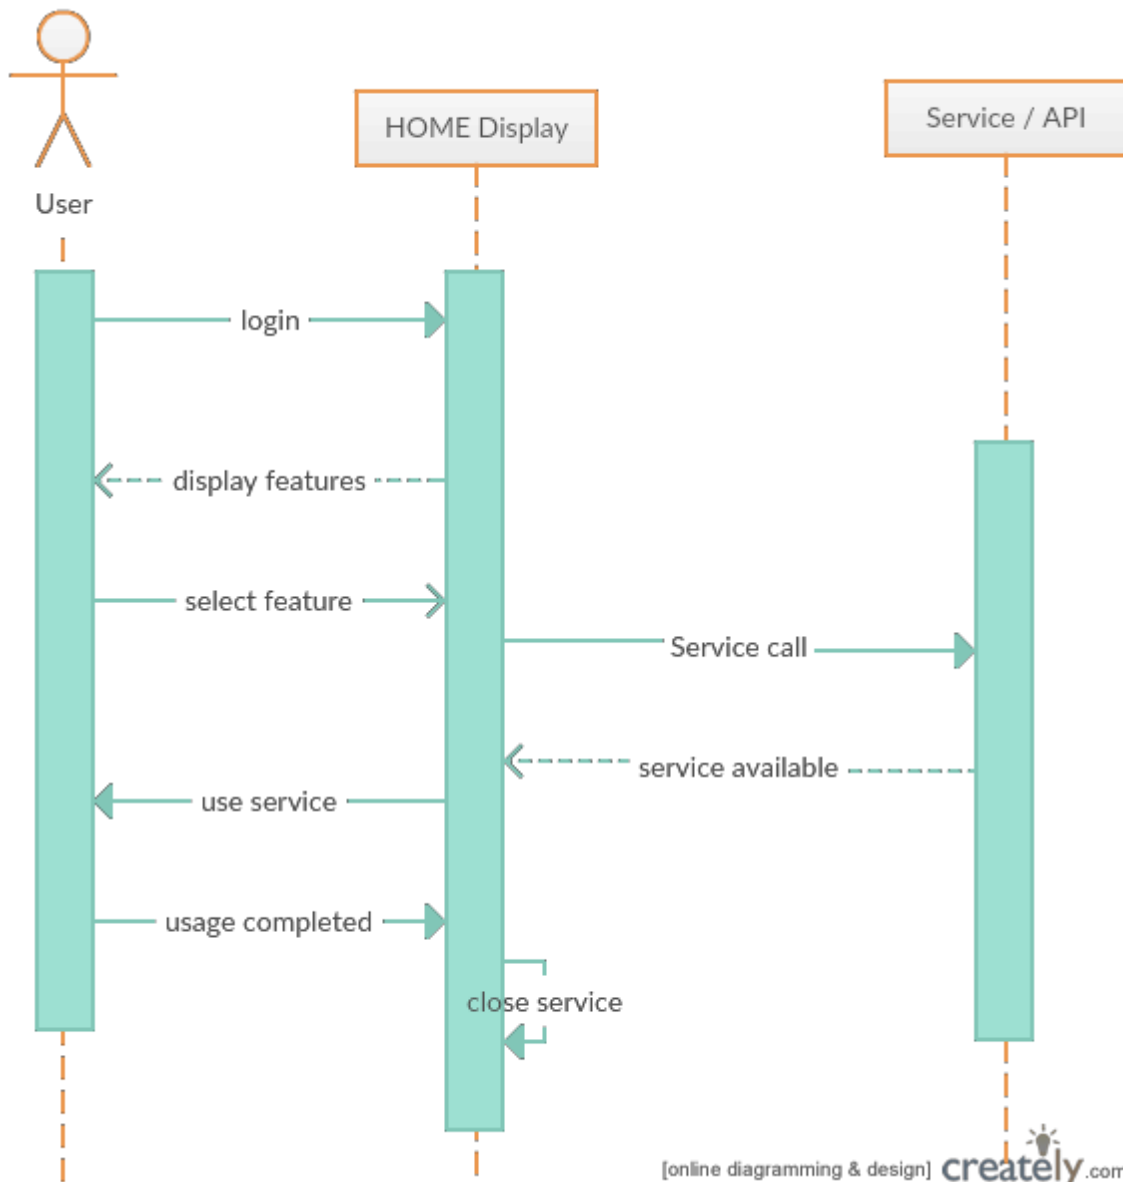 HOME Display
Service / API
User
login
display features
select feature
Service call
service available
use service
usage completed
close service
[online diagramming & design] creately.com